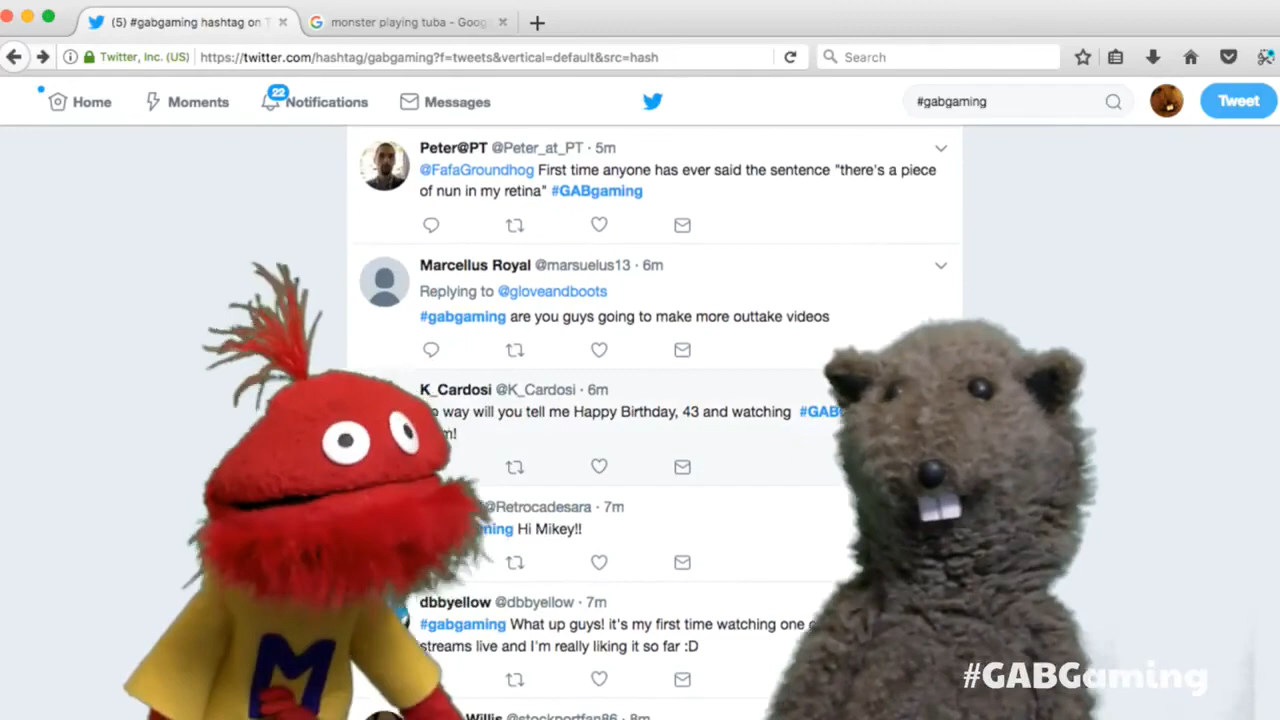 (5) #gabgaming hashtag on T
monster playing tuba - Goog
Twitter, Inc. (US) https://twitter.com/hashtag/gabgaming?f=tweets&vertical=default&src=hash Search
Home Moments 22 Notifications Messages #gabgaming Tweet
Peter@PT @Peter_at_PT · 5m
@FafaGroundhog First time anyone has ever said the sentence "there's a piece
of nun in my retina" #GABgaming
Marcellus Royal @marsuelus13 · 6m
Replying to @gloveandboots
#gabgaming are you guys going to make more outtake videos
K_Cardosi @K_Cardosi · 6m
way will you tell me Happy Birthday, 43 and watching #GAB
m!
@Retrocadesara · 7m
ming Hi Mikey!!
dbbyellow @dbbyellow · 7m
#gabgaming What up guys! it's my first time watching one
streams live and I'm really liking it so far :D
M
#GABGaming
Willis @stockportfan86 · 8m